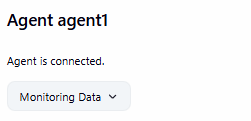 Agent agent1
Agent is connected.
Monitoring Data